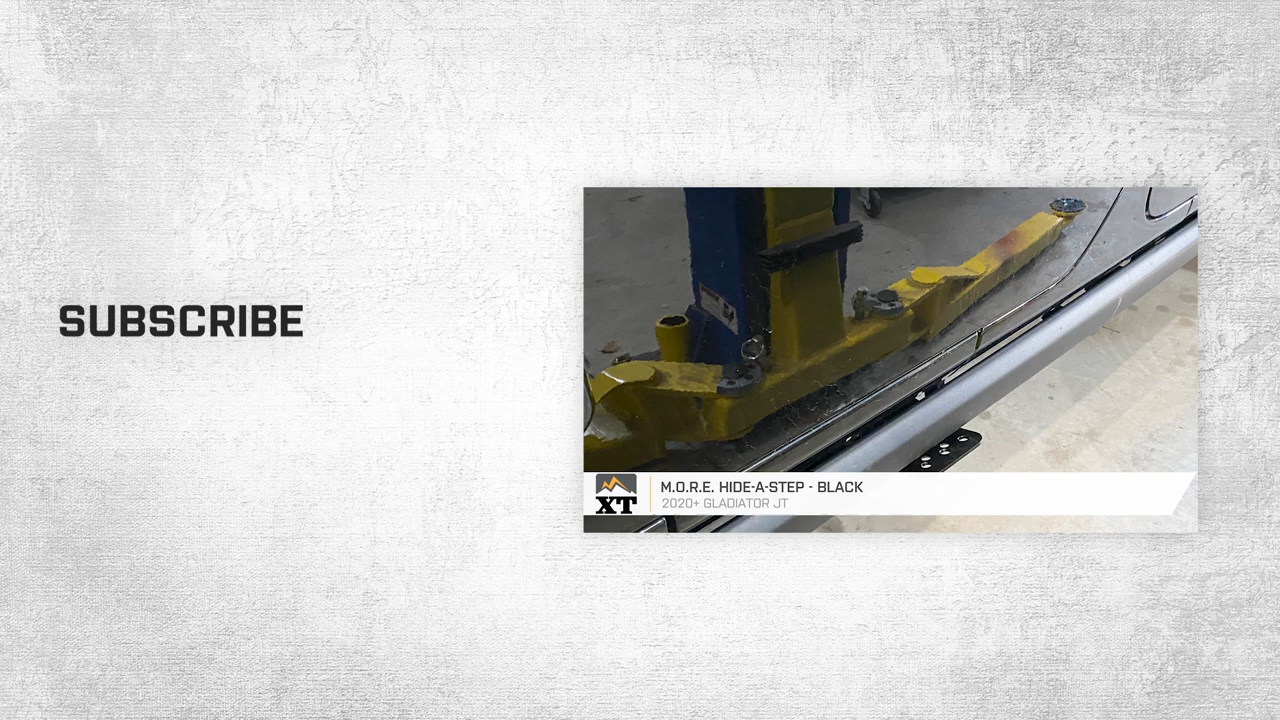 SUBSCRIBE
XT
M.O.R.E. HIDE-A-STEP - BLACK
2020+ GLADIATOR JT